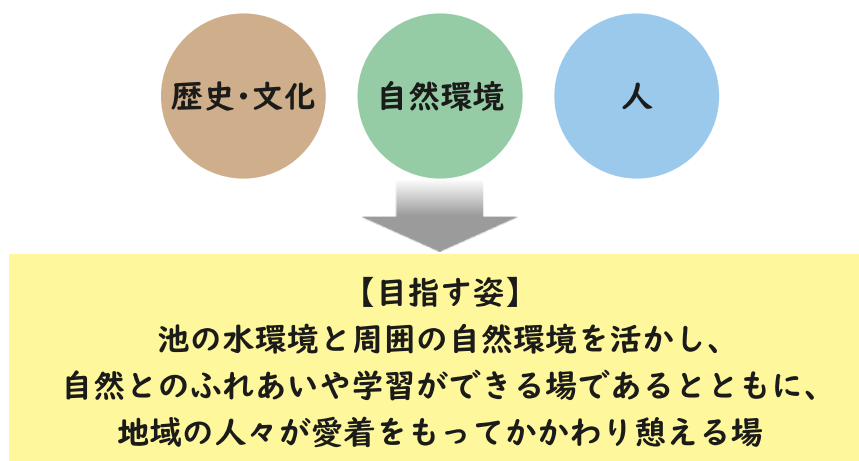 歴史・文化
自然環境
人
【目指す姿】
池の水環境と周囲の自然環境を活かし、
自然とのふれあいや学習ができる場であるとともに、
地域の人々が愛着をもってかかわり憩える場